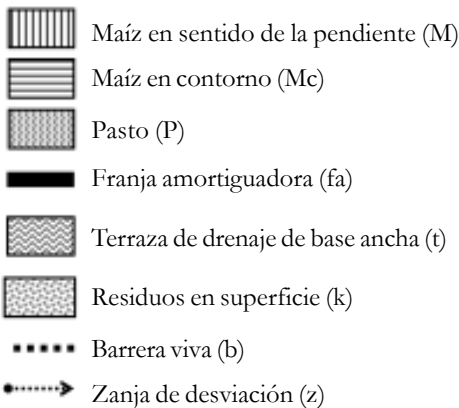 Maíz en sentido de la pendiente (M)
Maíz en contorno (Mc)
Pasto (P)
Franja amortiguadora (fa)
Terraza de drenaje de base ancha (t)
Residuos en superficie (k)
Barrera viva (b)
Zanja de desviación (z)